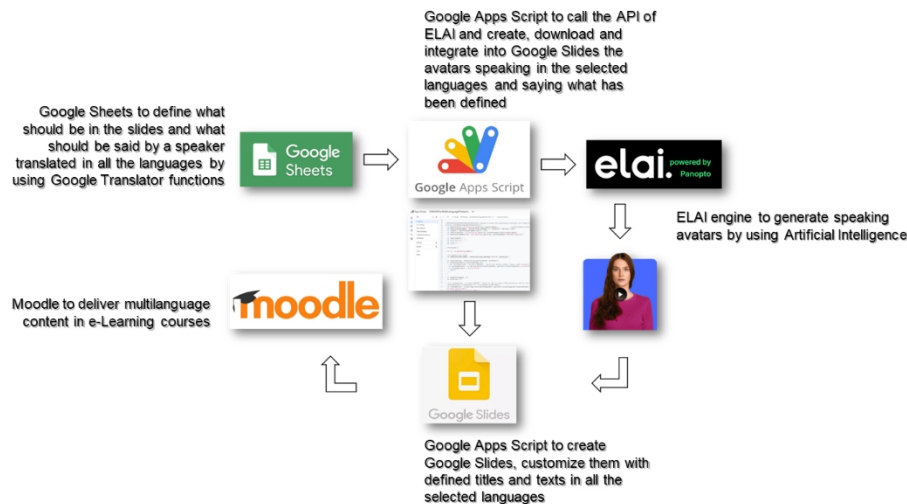 Google Apps Script to call the API of
ELAI and create, download and
integrate into Google Slides the
avatars speaking in the selected
languages and saying what has
been defined
Google Sheets to define what
should be in the slides and what
should be said by a speaker
translated in all the languages by
using Google Translator functions
Google
Sheets
Google Apps Script
elai. powered by
Panopto
ELAI engine to generate speaking
avatars by using Artificial Intelligence
Moodle to deliver multilanguage
content in e-Learning courses
moodle
Google Slides
Google Apps Script to create
Google Slides, customize them with
defined titles and texts in all the
selected languages